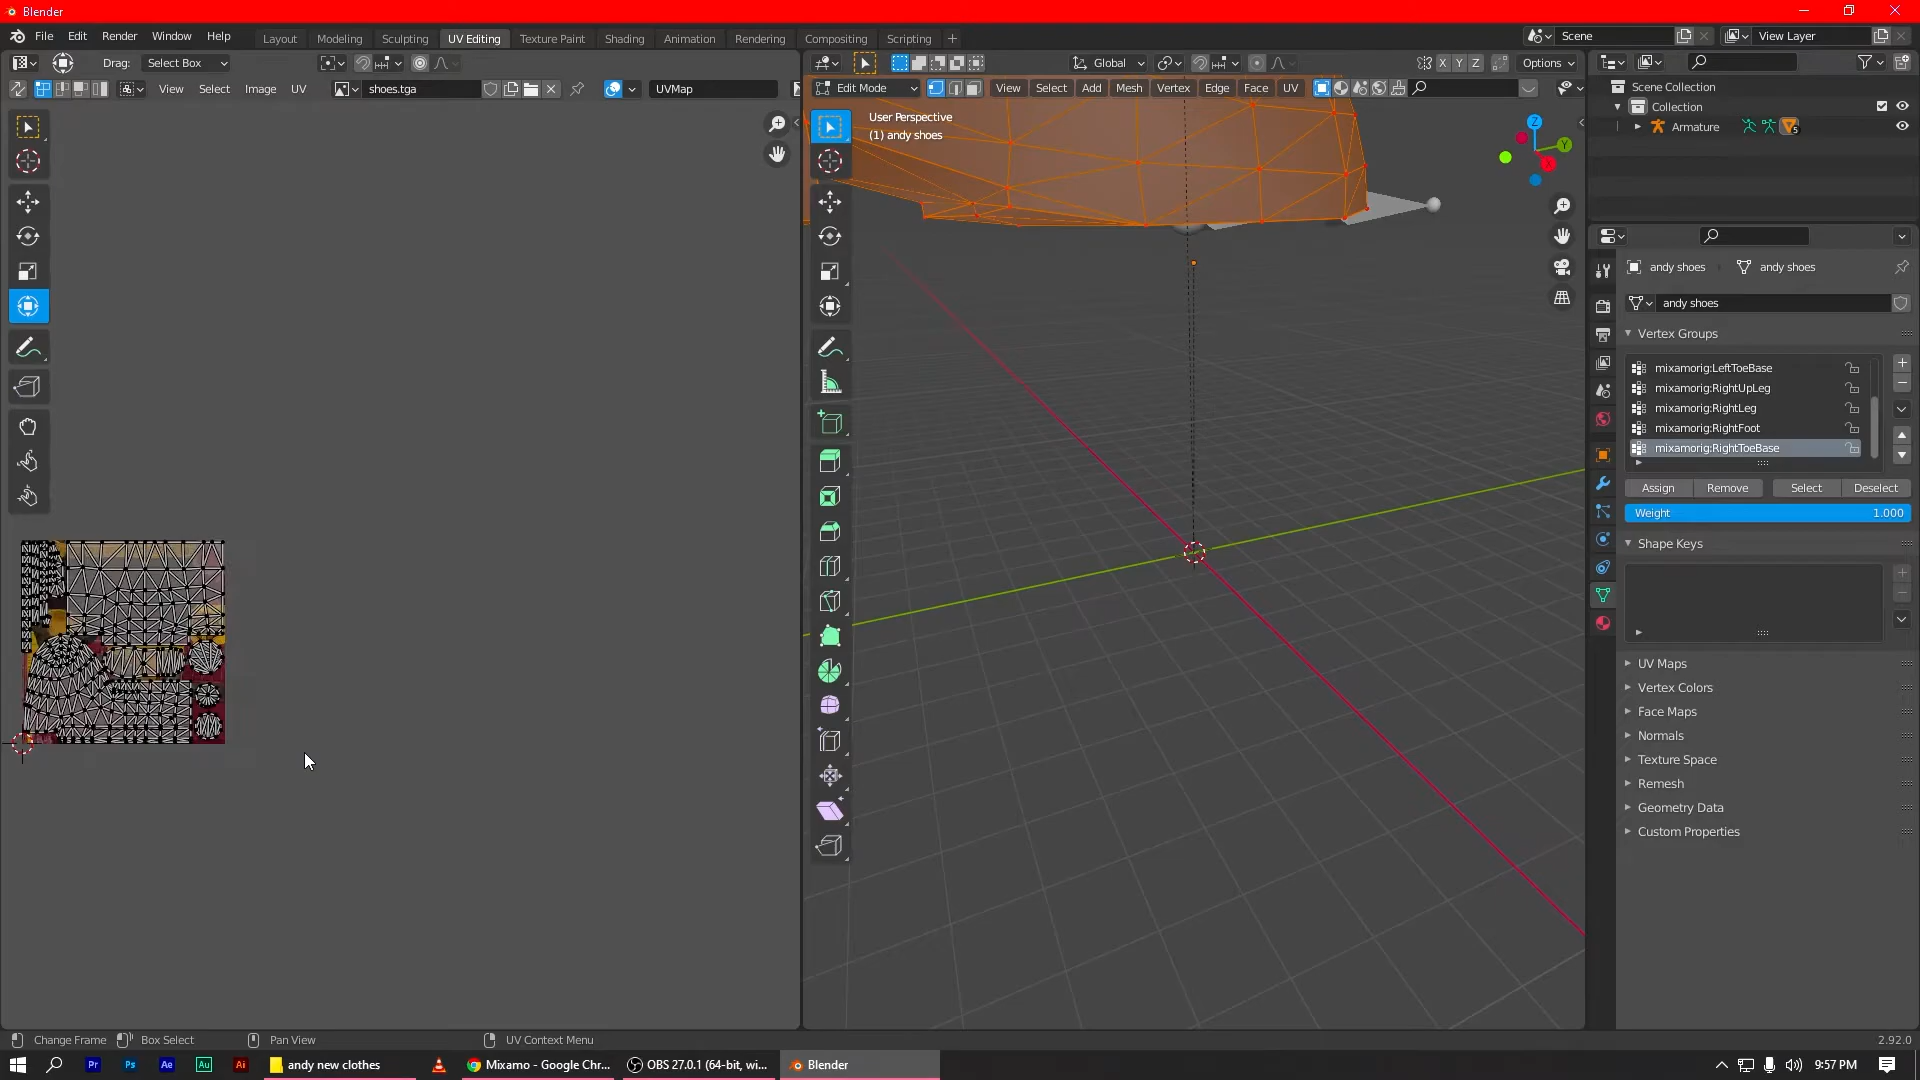 Blender
File Edit Render Window Help
Layout Modeling Sculpting UV Editing Texture Paint Shading Animation Rendering Compositing Scripting
Scene
View Layer
Drag: Select Box
Global
X Y Z
Options
View Select Image UV
shoes.tga
UVMap
Edit Mode
View Select Add Mesh Vertex Edge Face UV
User Perspective
(1) andy shoes
Z
Y
X
Scene Collection
Collection
Armature
5
andy shoes
andy shoes
andy shoes
Vertex Groups
mixamorig:LeftToeBase
mixamorig:RightUpLeg
mixamorig:RightLeg
mixamorig:RightFoot
mixamorig:RightToeBase
Assign Remove Select Deselect
Weight 1.000
Shape Keys
UV Maps
Vertex Colors
Face Maps
Normals
Texture Space
Remesh
Geometry Data
Custom Properties
Change Frame Box Select Pan View UV Context Menu 2.92.0
Pr Ps Ae Au Ai andy new clothes Mixamo - Google Chr... OBS 27.0.1 (64-bit, wi... Blender 9:57 PM